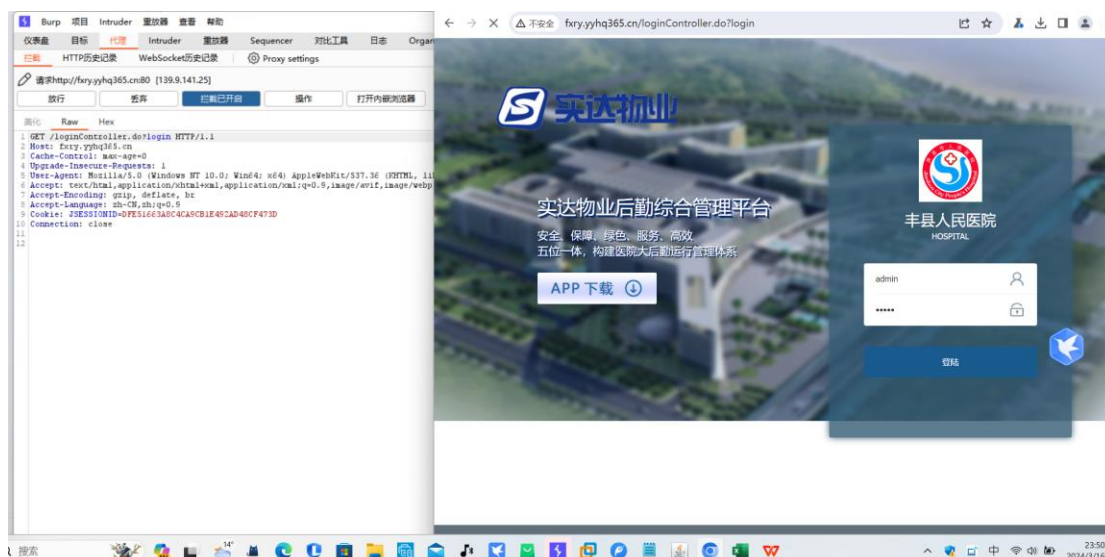 Burp 项目 Intruder 重放器 查看 帮助
仪表盘 目标 代理 Intruder 重放器 Sequencer 对比工具 日志 Organ
拦截 HTTP历史记录 WebSocket历史记录 Proxy settings
请求http://fxry.yyhq365.cn:80 [139.9.141.25]
放行 丢弃 拦截已开启 操作 打开内嵌浏览器
美化 Raw Hex
1 GET /loginController.do?login HTTP/1.1
2 Host: fxry.yyhq365.cn
3 Cache-Control: max-age=0
4 Upgrade-Insecure-Requests: 1
5 User-Agent: Mozilla/5.0 (Windows NT 10.0; Win64; x64) AppleWebKit/537.36 (KHTML, li
6 Accept: text/html,application/xhtml+xml,application/xml;q=0.9,image/avif,image/webp
7 Accept-Encoding: gzip, deflate, br
8 Accept-Language: zh-CN,zh;q=0.9
9 Cookie: JSESSIONID=DFE51663A8C4CA9CB1E492AD48CF473D
10 Connection: close
11
12
不安全 fxry.yyhq365.cn/loginController.do?login
实达物业
实达物业后勤综合管理平台
安全、保障、绿色、服务、高效
五位一体，构建医院大后勤运行管理体系
APP 下载
丰县人民医院
HOSPITAL
admin
•••••
登陆
搜索
14°
中
23:50